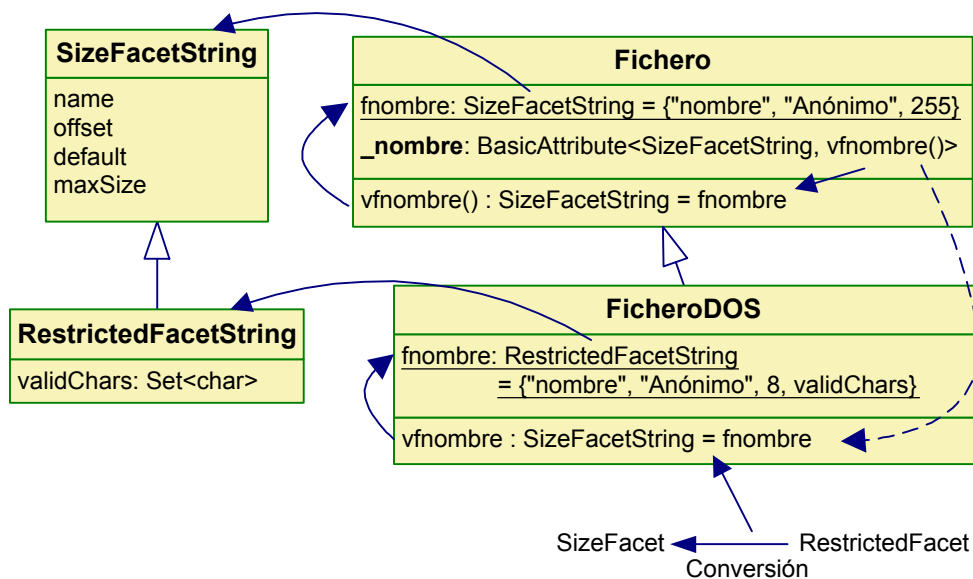 SizeFacetString
name
offset
default
maxSize
Fichero
fnombre: SizeFacetString = {"nombre", "Anónimo", 255}
_nombre: BasicAttribute<SizeFacetString, vfnombre()>
vfnombre() : SizeFacetString = fnombre
RestrictedFacetString
validChars: Set<char>
FicheroDOS
fnombre: RestrictedFacetString
= {"nombre", "Anónimo", 8, validChars}
vfnombre : SizeFacetString = fnombre
SizeFacet
RestrictedFacet
Conversión